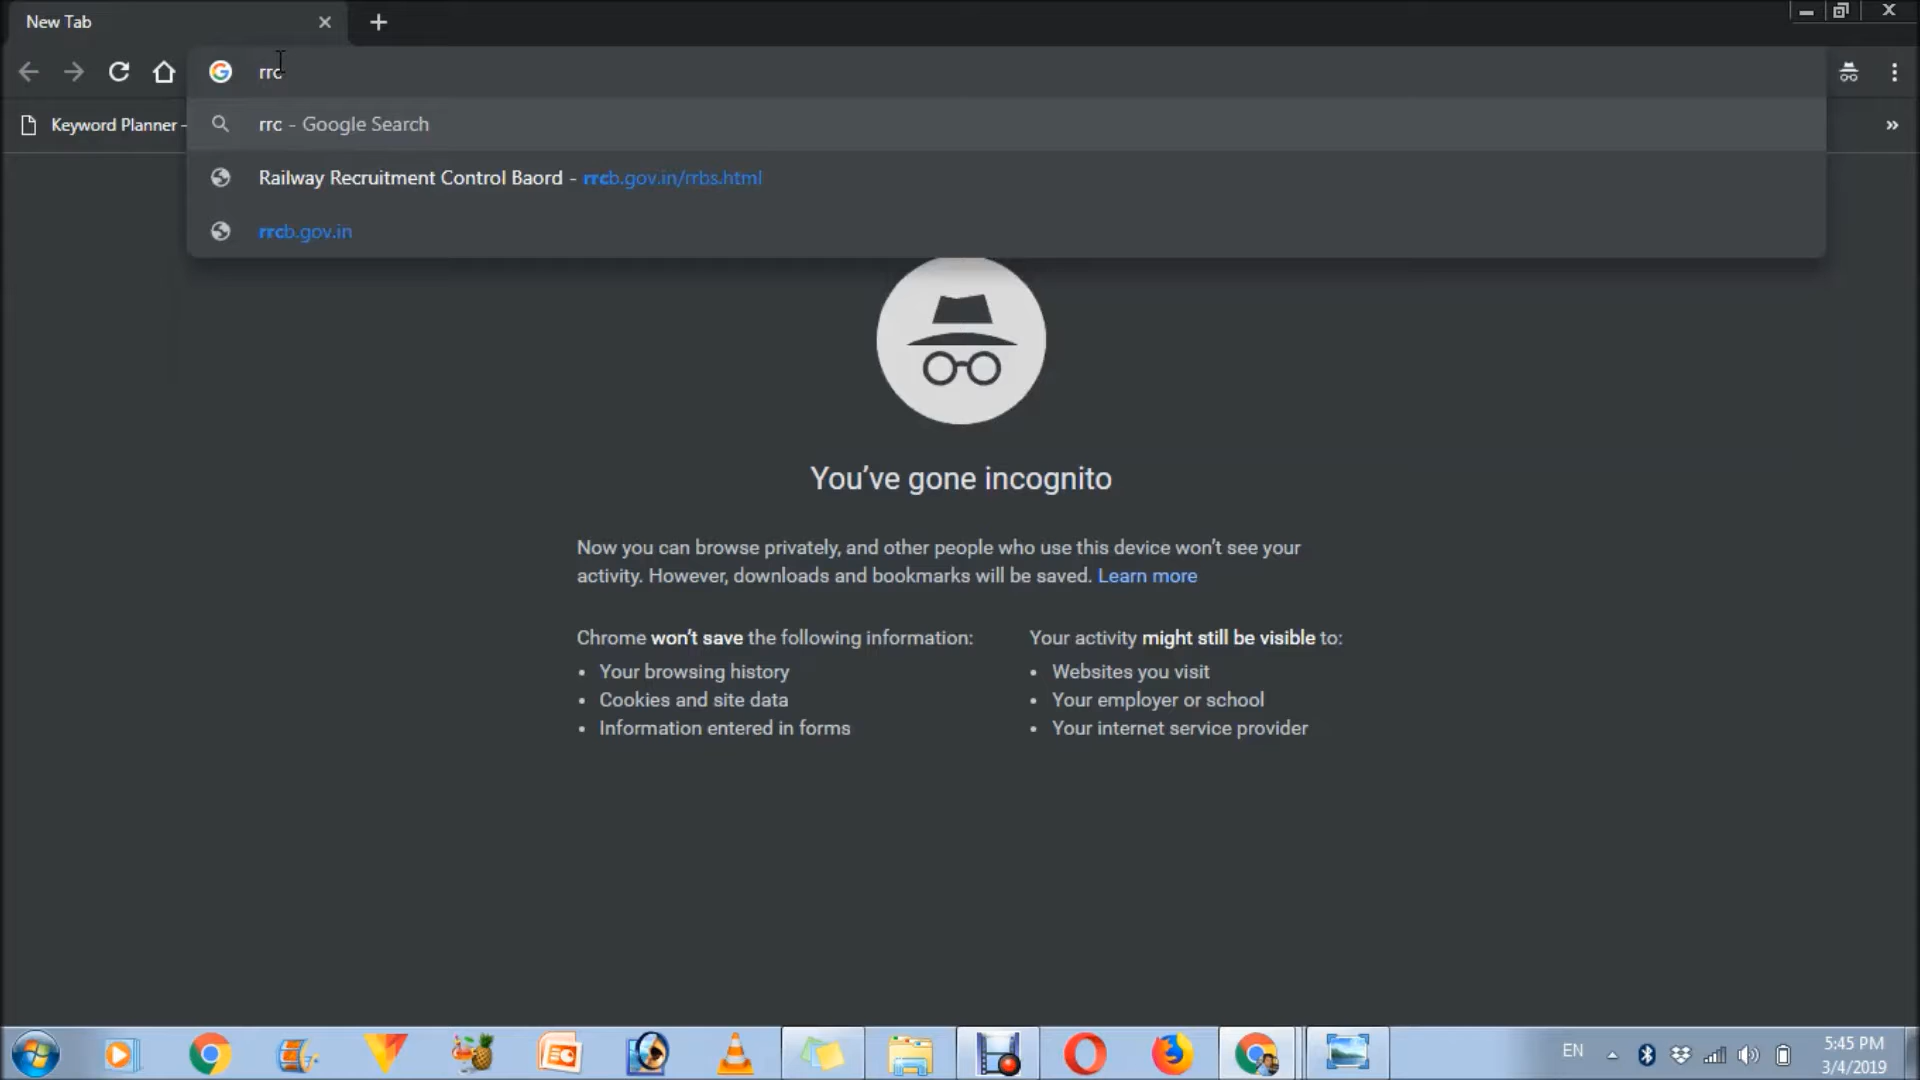 New Tab
rrc
Keyword Planner -
»
rrc - Google Search
Railway Recruitment Control Baord - rrcb.gov.in/rrbs.html
rrcb.gov.in
You've gone incognito
Now you can browse privately, and other people who use this device won't see your
activity. However, downloads and bookmarks will be saved. Learn more
Chrome won't save the following information:
• Your browsing history
• Cookies and site data
• Information entered in forms
Your activity might still be visible to:
• Websites you visit
• Your employer or school
• Your internet service provider
EN
5:45 PM
3/4/2019